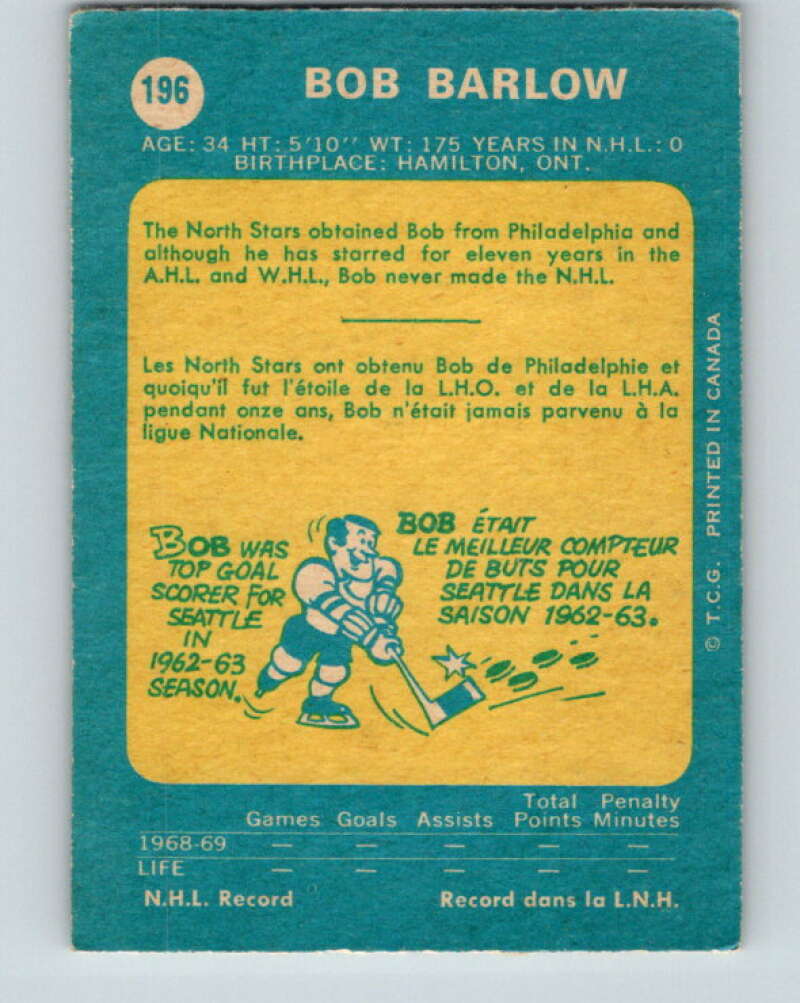 196
BOB BARLOW
AGE: 34 HT: 5'10'' WT: 175 YEARS IN N.H.L.: 0
BIRTHPLACE: HAMILTON, ONT.
The North Stars obtained Bob from Philadelphia and
although he has starred for eleven years in the
A.H.L. and W.H.L., Bob never made the N.H.L.
Les North Stars ont obtenu Bob de Philadelphie et
quoiqu'il fut l'étoile de la L.H.O. et de la L.H.A.
pendant onze ans, Bob n'était jamais parvenu à la
ligue Nationale.
BOB WAS
TOP GOAL
SCORER FOR
SEATTLE
IN
1962-63
SEASON.
BOB ÉTAIT
LE MEILLEUR COMPTEUR
DE BUTS POUR
SEATTLE DANS LA
SAISON 1962-63.
© T.C.G. PRINTED IN CANADA
Total Penalty
Games Goals Assists Points Minutes
1968-69 — — — — —
LIFE — — — — —
N.H.L. Record Record dans la L.N.H.